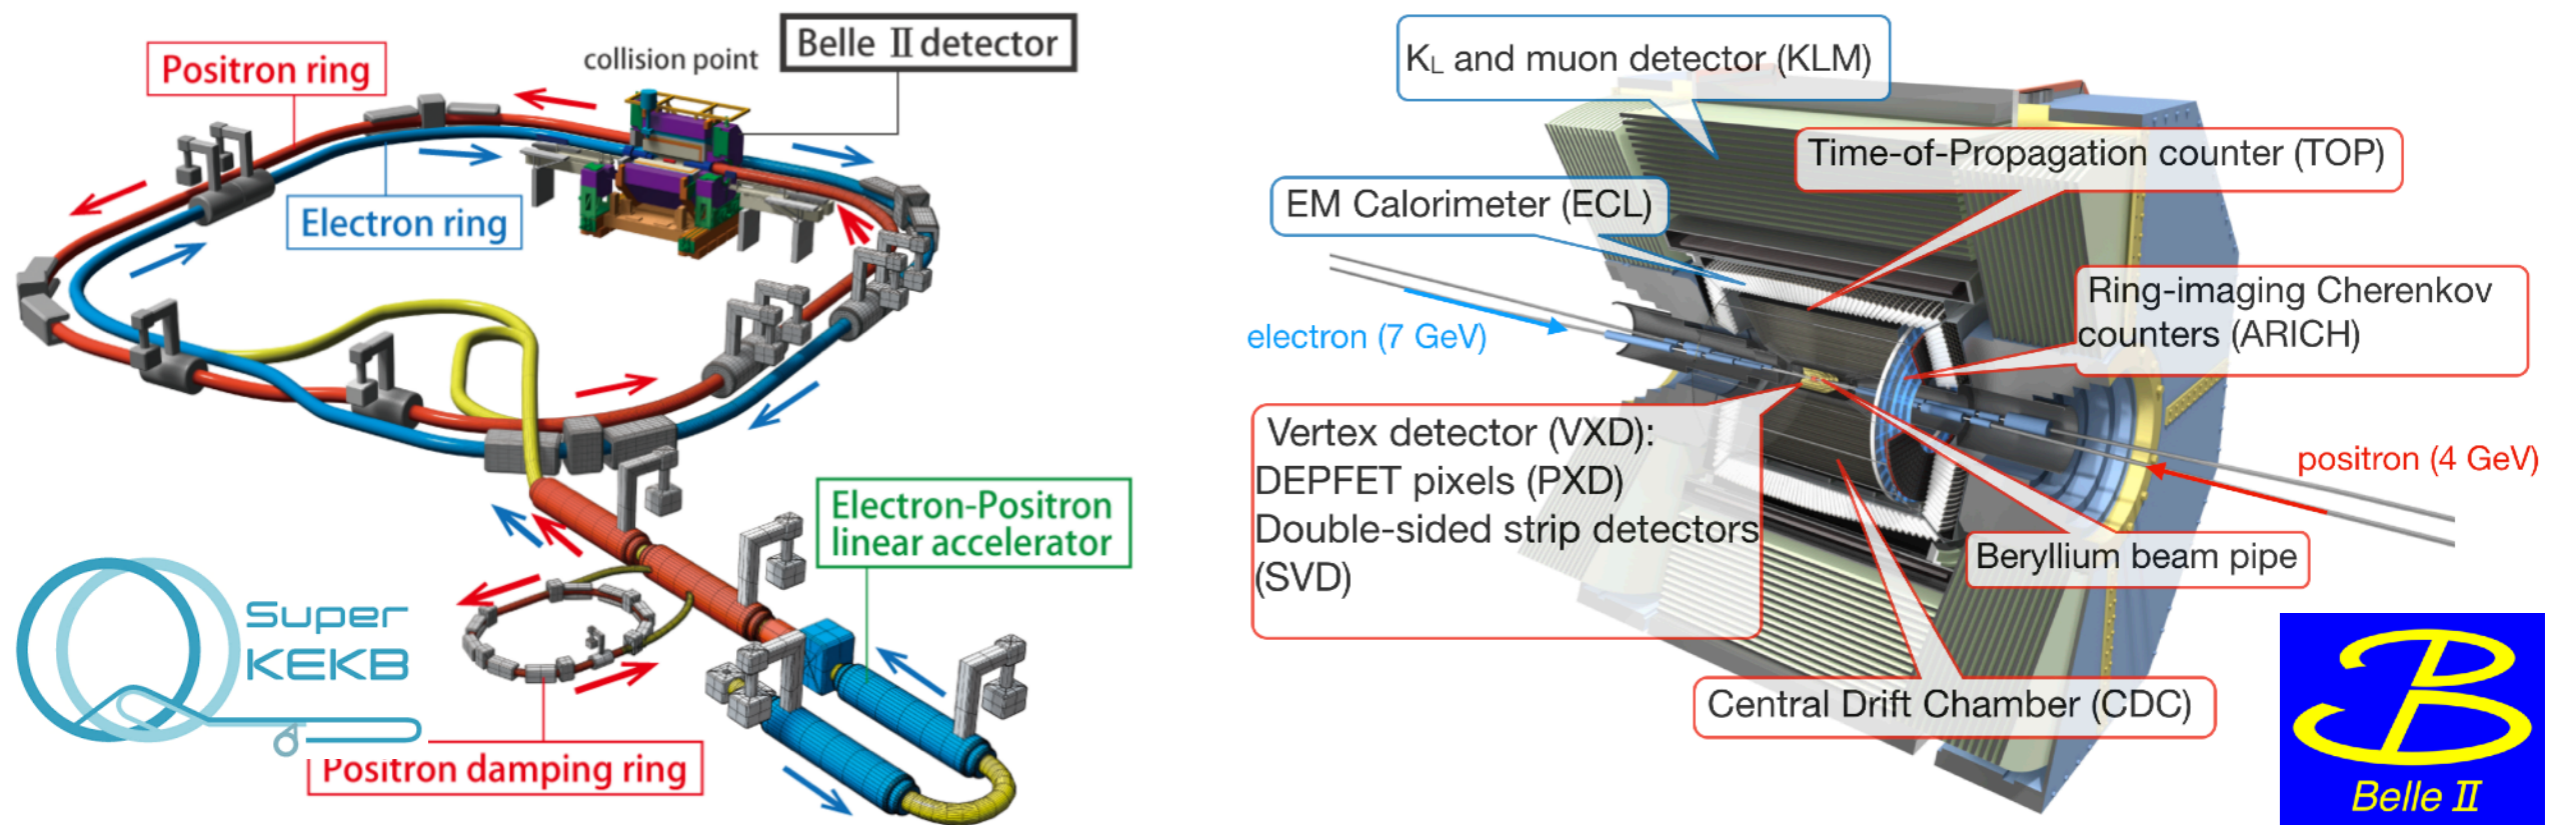 Positron ring
collision point
Belle II detector
Electron ring
Electron-Positron
linear accelerator
Super
KEKB
Positron damping ring
KL and muon detector (KLM)
Time-of-Propagation counter (TOP)
EM Calorimeter (ECL)
Ring-imaging Cherenkov
counters (ARICH)
electron (7 GeV)
Vertex detector (VXD):
DEPFET pixels (PXD)
Double-sided strip detectors
(SVD)
positron (4 GeV)
Beryllium beam pipe
Central Drift Chamber (CDC)
B
Belle II